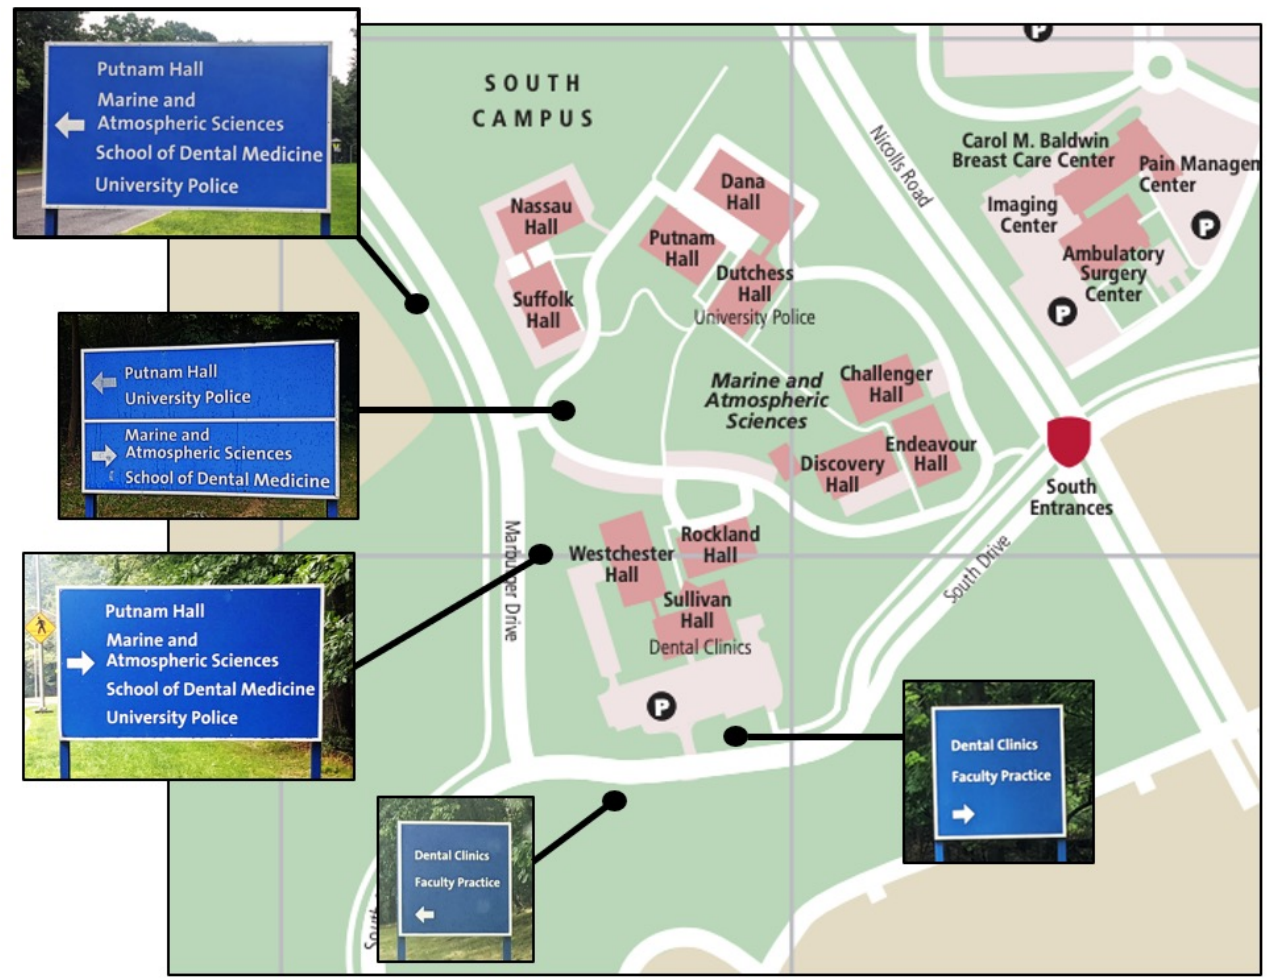 Putnam Hall
Marine and
Atmospheric Sciences
School of Dental Medicine
University Police
Putnam Hall
University Police
Marine and
Atmospheric Sciences
School of Dental Medicine
Putnam Hall
Marine and
Atmospheric Sciences
School of Dental Medicine
University Police
Dental Clinics
Faculty Practice
Dental Clinics
Faculty Practice
SOUTH
CAMPUS
Nassau
Hall
Suffolk
Hall
Dana
Hall
Putnam
Hall
Dutchess
Hall
University Police
Marine and
Atmospheric
Sciences
Challenger
Hall
Endeavour
Hall
Discovery
Hall
Westchester
Hall
Rockland
Hall
Sullivan
Hall
Dental Clinics
P
Marburger Drive
South Drive
South
Entrances
Nicolls Road
P
Carol M. Baldwin
Breast Care Center
Pain Managen
Center
Imaging
Center
P
Ambulatory
Surgery
Center
P
South